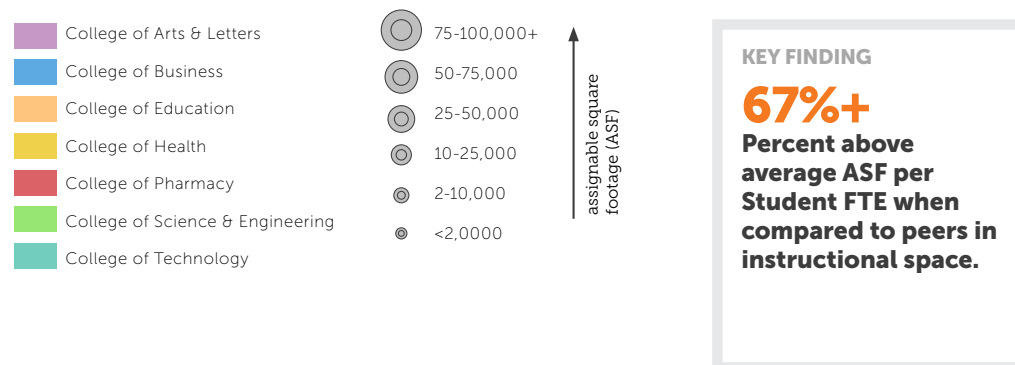 College of Arts & Letters
College of Business
College of Education
College of Health
College of Pharmacy
College of Science & Engineering
College of Technology
75-100,000+
50-75,000
25-50,000
10-25,000
2-10,000
<2,0000
assignable square
footage (ASF)
KEY FINDING
67%+
Percent above
average ASF per
Student FTE when
compared to peers in
instructional space.